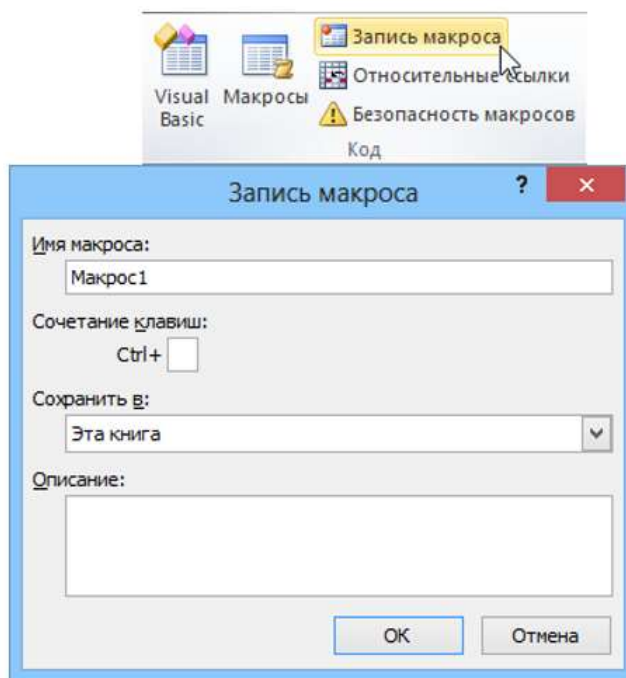 Запись макроса
Visual Basic
Макросы
Относительные ссылки
Безопасность макросов
Код
Запись макроса
?
Имя макроса:
Макрос1
Сочетание клавиш:
Ctrl+
Сохранить в:
Эта книга
Описание:
ОК
Отмена